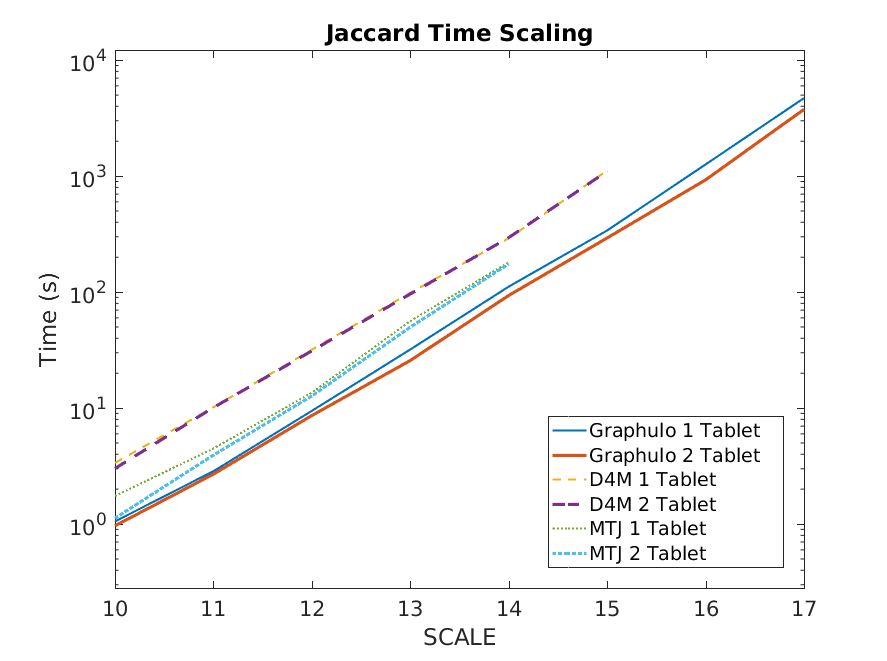 Jaccard Time Scaling
10^4
10^3
10^2
10^1
10^0
Time (s)
Graphulo 1 Tablet
Graphulo 2 Tablet
D4M 1 Tablet
D4M 2 Tablet
MTJ 1 Tablet
MTJ 2 Tablet
10 11 12 13 14 15 16 17
SCALE